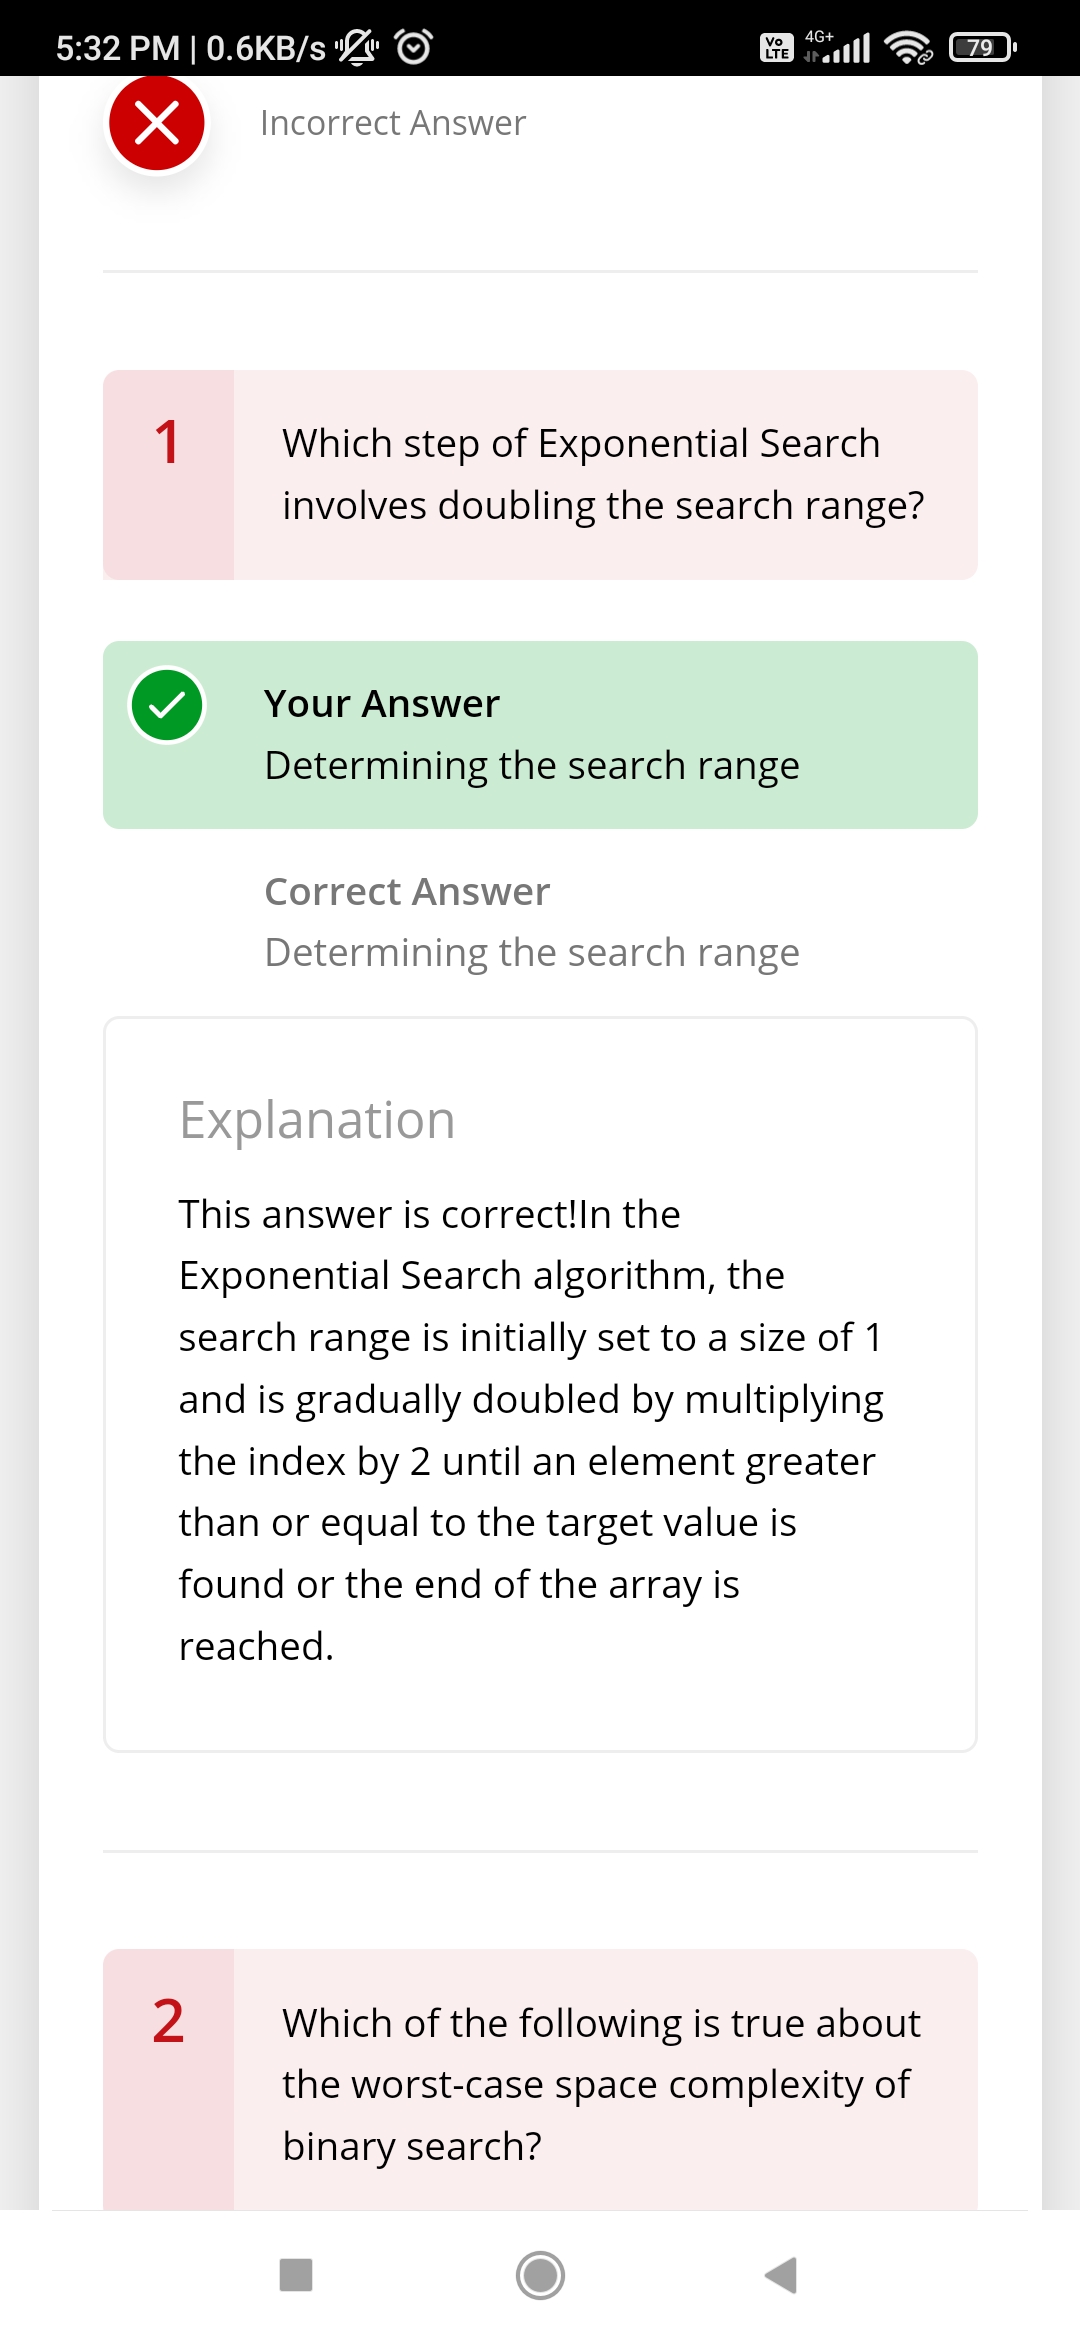 5:32 PM | 0.6KB/s Vo LTE 4G+ 79
Incorrect Answer
1
Which step of Exponential Search
involves doubling the search range?
Your Answer
Determining the search range
Correct Answer
Determining the search range
Explanation
This answer is correct!In the
Exponential Search algorithm, the
search range is initially set to a size of 1
and is gradually doubled by multiplying
the index by 2 until an element greater
than or equal to the target value is
found or the end of the array is
reached.
2
Which of the following is true about
the worst-case space complexity of
binary search?